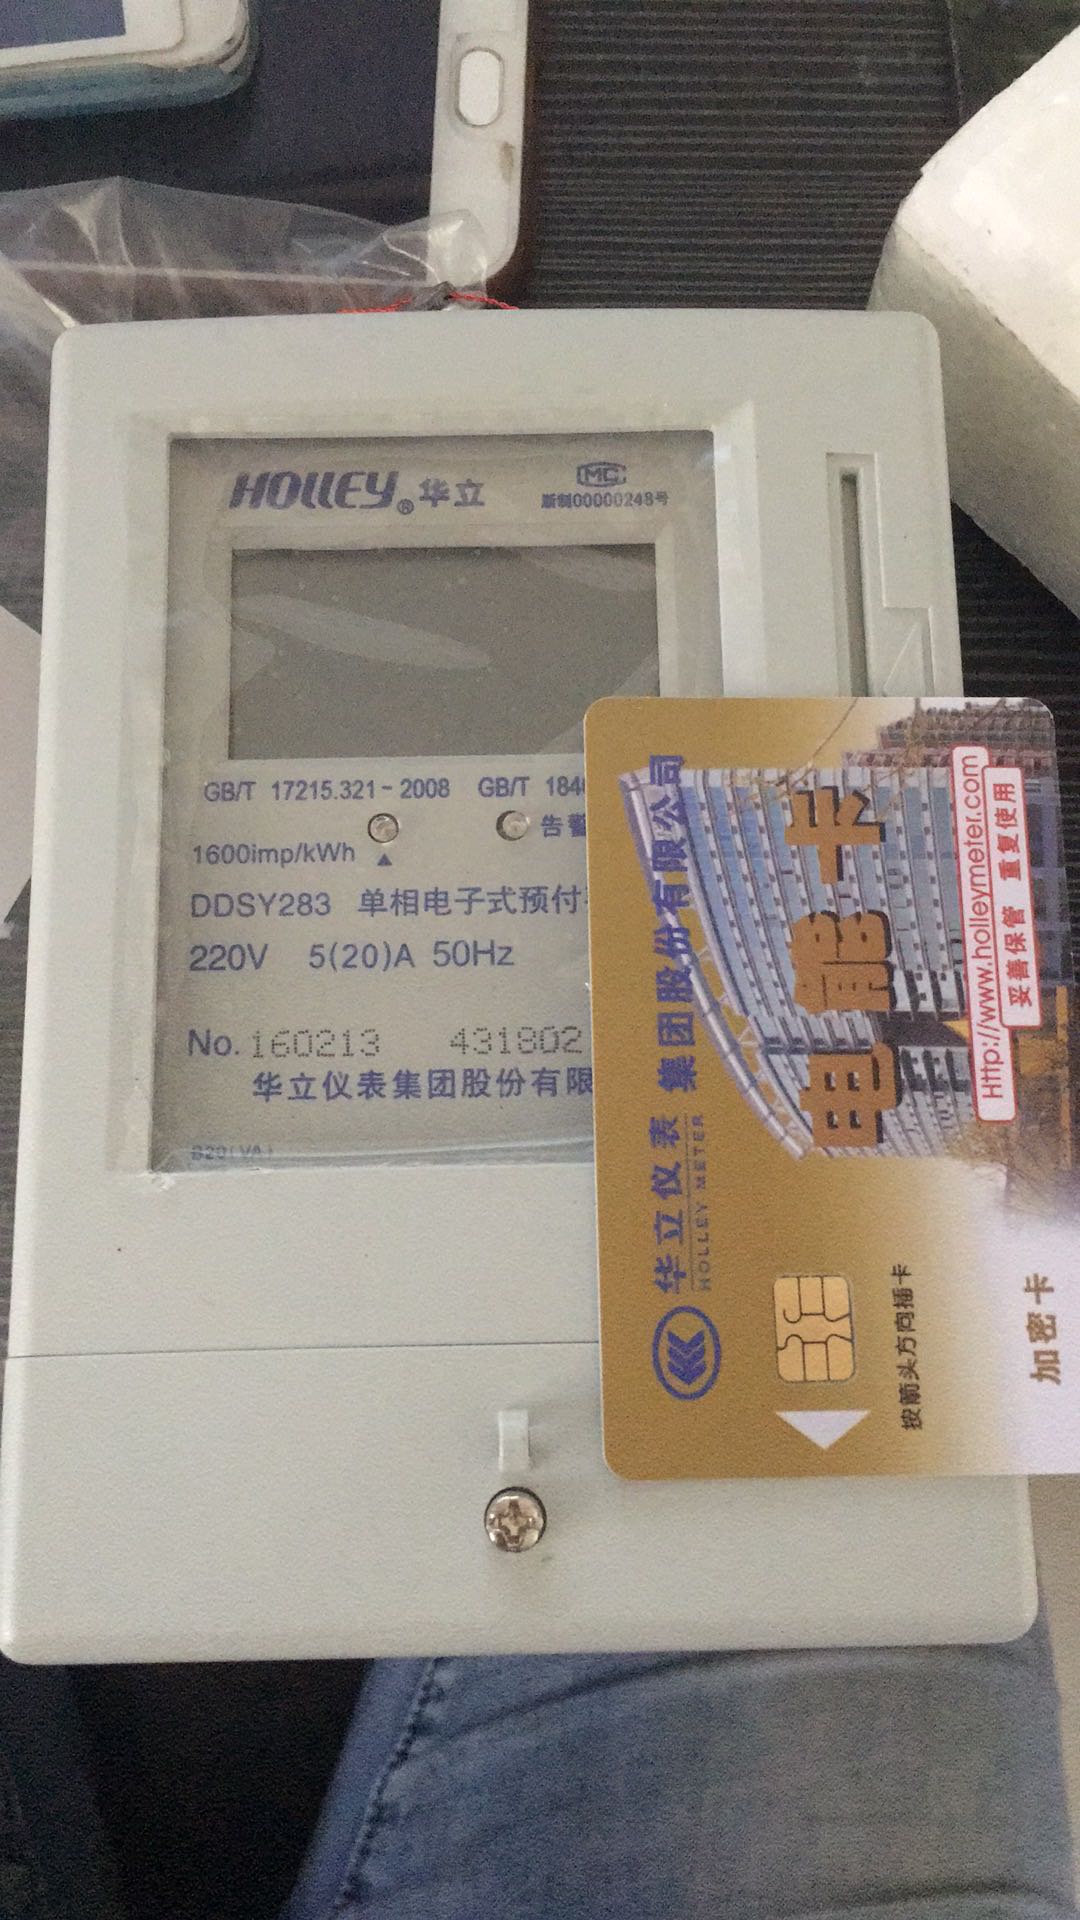 HOLLEY® 华立
MC
浙制00000248号
GB/T 17215.321-2008 GB/T 184
告警
1600imp/kWh
DDSY283 单相电子式预付
220V 5(20)A 50Hz
No. 160213 431802
华立仪表集团股份有限
B20(VA)
华立仪表 集团股份有限公司
HOLLEY METER
电能卡
Http://www.holleymeter.com
妥善保管 重复使用
按箭头方向插卡
加密卡